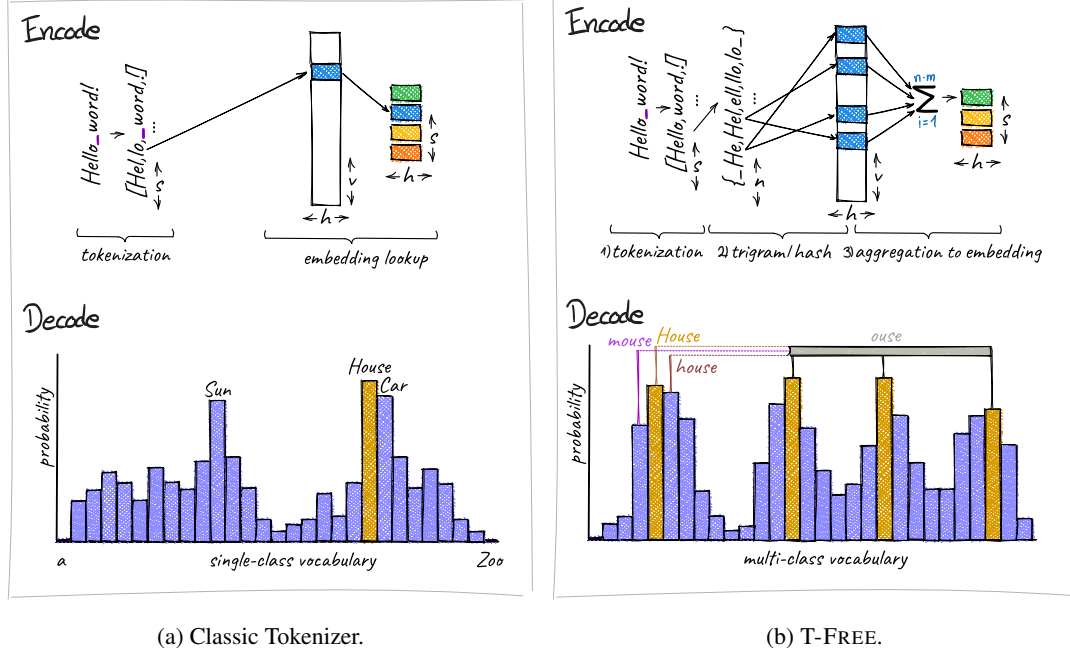 Encode
Hello_word!
[Hel,lo,_word,!]
...
s
v
h
s
h
tokenization
embedding lookup
Decode
probability
Sun
House
Car
a
single-class vocabulary
Zoo
(a) Classic Tokenizer.
Encode
Hello_word!
[Hello,word,!]
...
s
{_He,Hel,ell,llo,lo_}
...
n
v
h
n·m
Σ
i=1
s
h
1) tokenization
2) trigram/hash
3) aggregation to embedding
Decode
probability
mouse
House
house
ouse
multi-class vocabulary
(b) T-FREE.